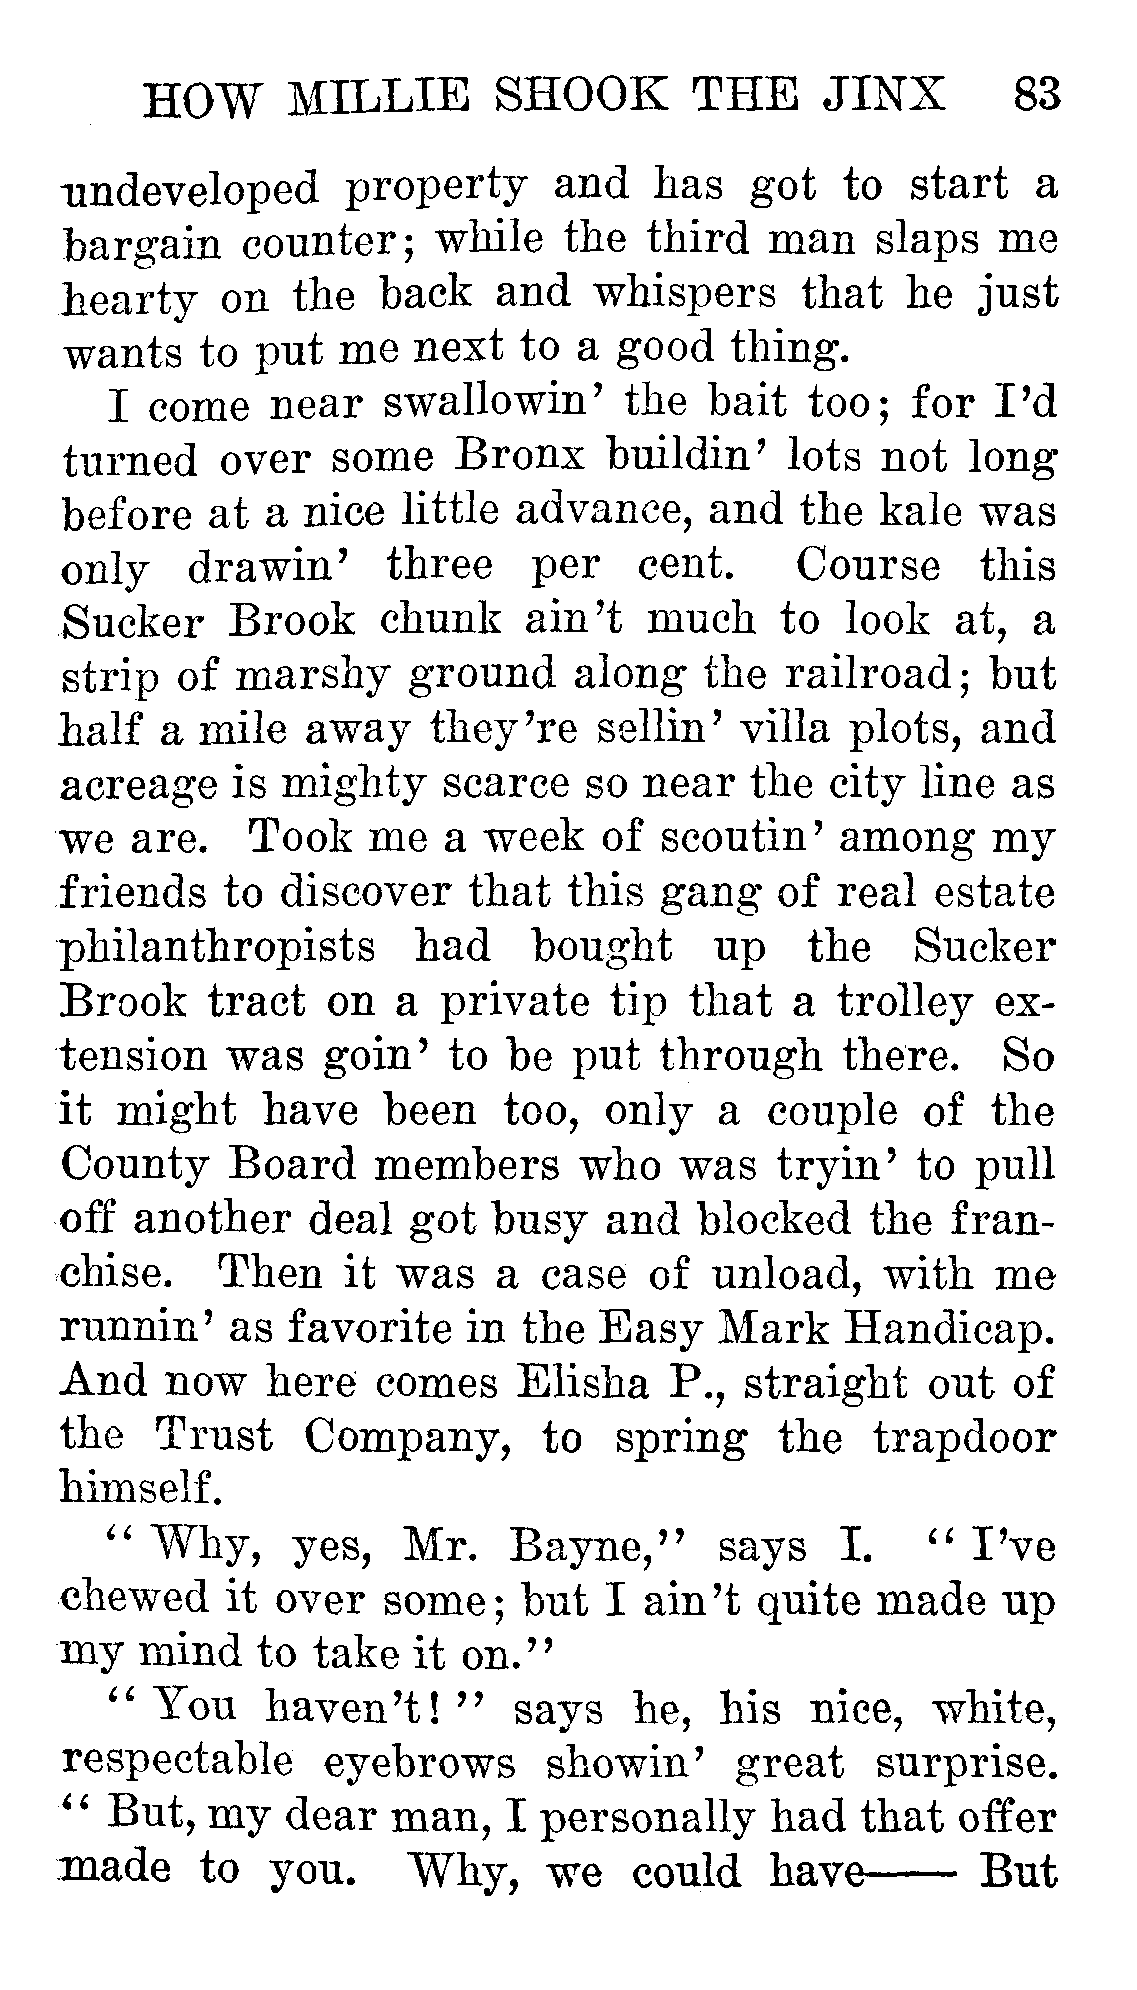 HOW MILLIE SHOOK THE JINX 83
undeveloped property and has got to start a
bargain counter; while the third man slaps me
hearty on the back and whispers that he just
wants to put me next to a good thing.
I come near swallowin' the bait too; for I'd
turned over some Bronx buildin' lots not long
before at a nice little advance, and the kale was
only drawin' three per cent. Course this
Sucker Brook chunk ain't much to look at, a
strip of marshy ground along the railroad; but
half a mile away they're sellin' villa plots, and
acreage is mighty scarce so near the city line as
we are. Took me a week of scoutin' among my
friends to discover that this gang of real estate
philanthropists had bought up the Sucker
Brook tract on a private tip that a trolley ex-
tension was goin' to be put through there. So
it might have been too, only a couple of the
County Board members who was tryin' to pull
off another deal got busy and blocked the fran-
chise. Then it was a case of unload, with me
runnin' as favorite in the Easy Mark Handicap.
And now here comes Elisha P., straight out of
the Trust Company, to spring the trapdoor
himself.
"Why, yes, Mr. Bayne," says I. "I've
chewed it over some; but I ain't quite made up
my mind to take it on."
"You haven't!" says he, his nice, white,
respectable eyebrows showin' great surprise.
"But, my dear man, I personally had that offer
made to you. Why, we could have—— But